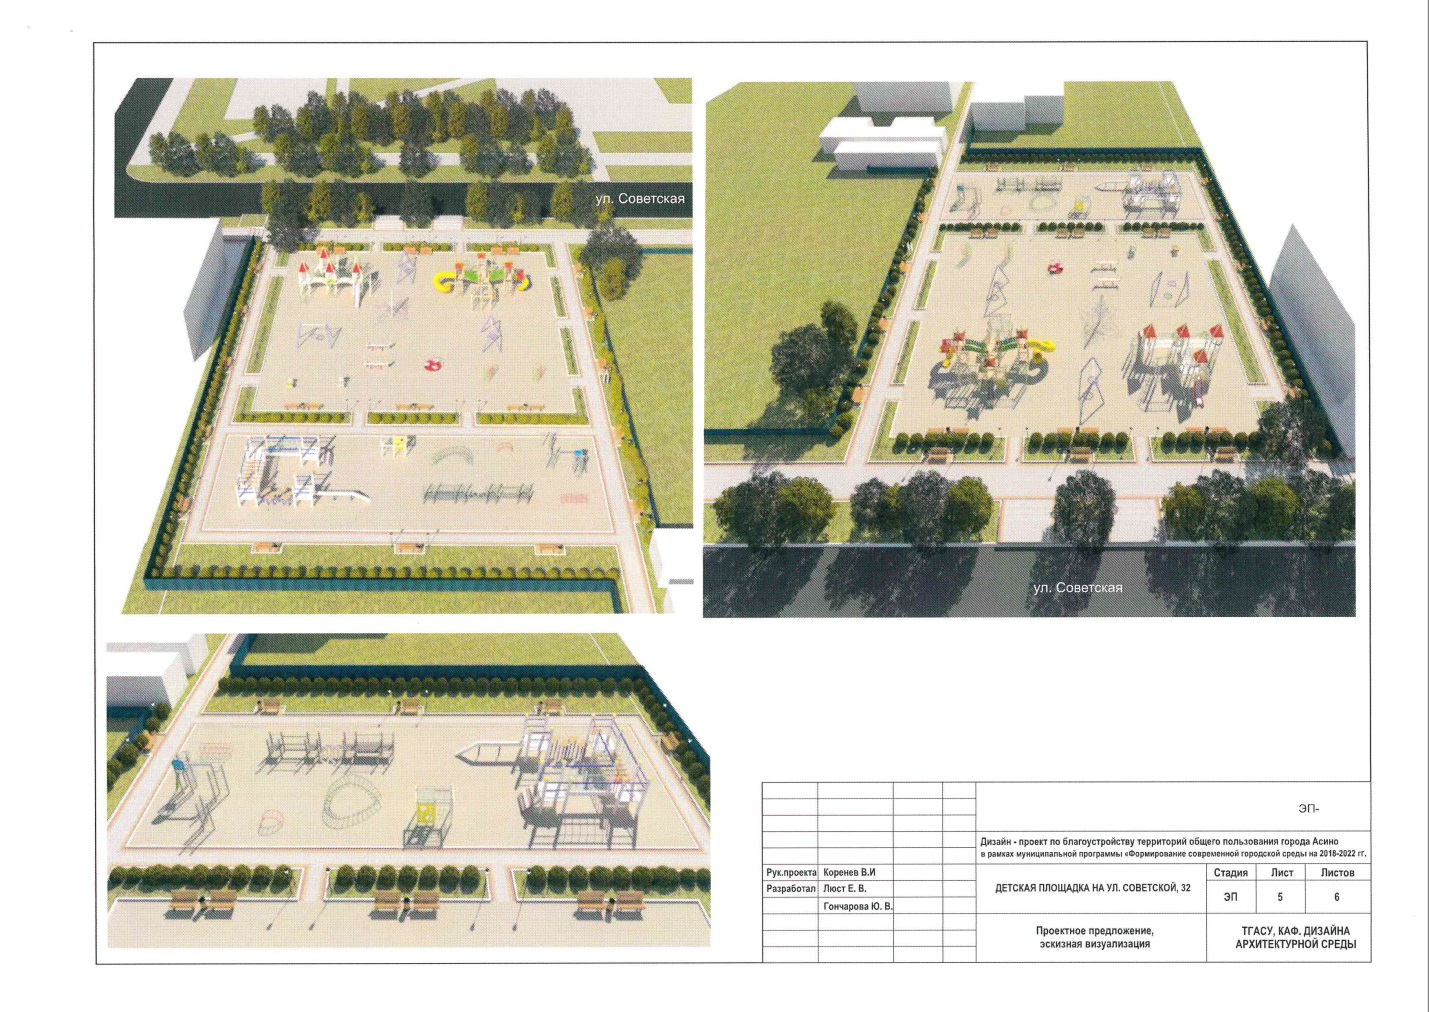 ул. Советская
ул. Советская
ЭП-
Дизайн - проект по благоустройству территорий общего пользования города Асино
в рамках муниципальной программы «Формирование современной городской среды на 2018-2022 гг.
Рук.проекта Коренев В.И
Разработал Люст Е. В.
Гончарова Ю. В.
ДЕТСКАЯ ПЛОЩАДКА НА УЛ. СОВЕТСКОЙ, 32
Стадия Лист Листов
ЭП 5 6
Проектное предложение,
эскизная визуализация
ТГАСУ, КАФ. ДИЗАЙНА
АРХИТЕКТУРНОЙ СРЕДЫ